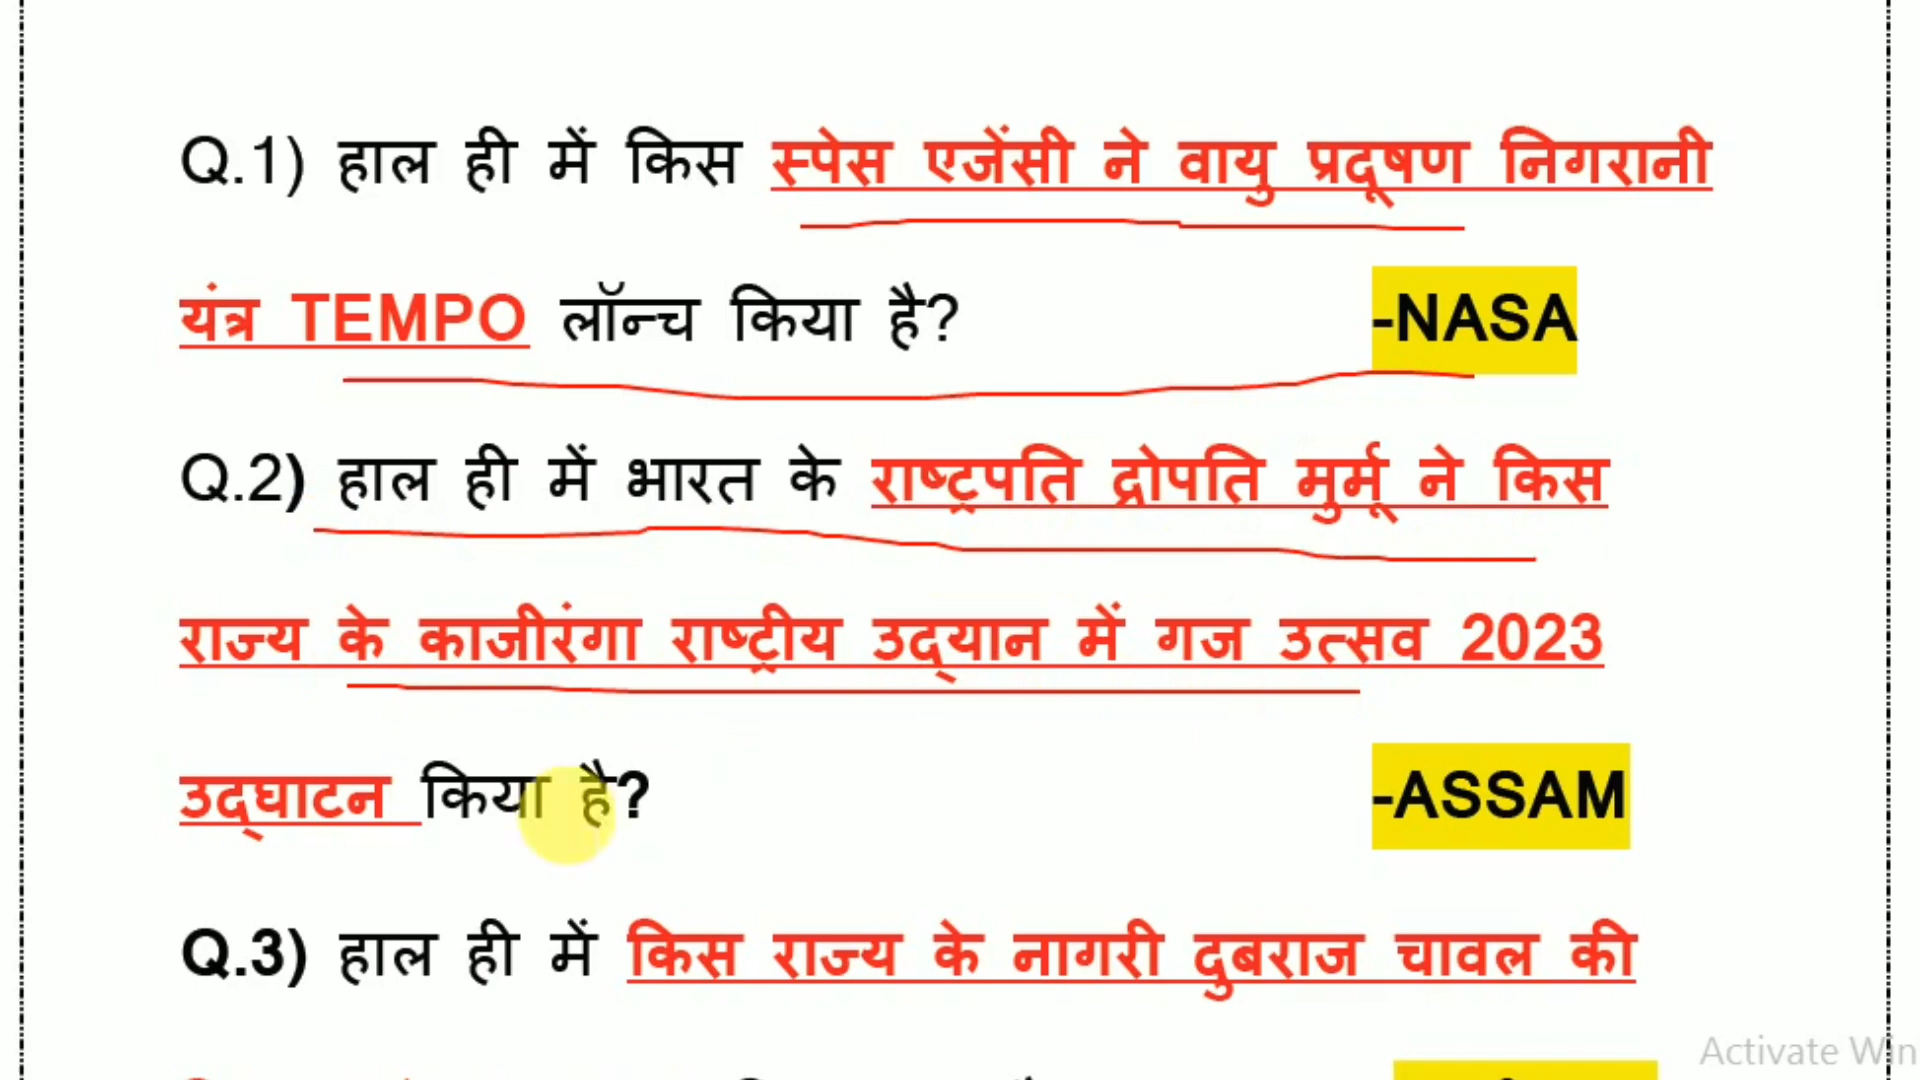 Q.1) हाल ही में किस स्पेस एजेंसी ने वायु प्रदूषण निगरानी
यंत्र TEMPO लॉन्च किया है? -NASA
Q.2) हाल ही में भारत के राष्ट्रपति द्रोपति मुर्मू ने किस
राज्य के काजीरंगा राष्ट्रीय उद्यान में गज उत्सव 2023
उद्घाटन किया है? -ASSAM
Q.3) हाल ही में किस राज्य के नागरी दुबराज चावल की
Activate Win